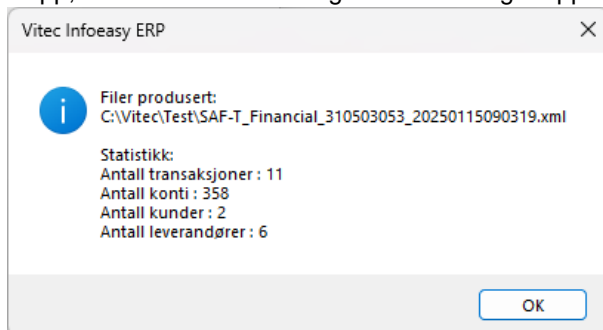 Vitec Infoeasy ERP
Filer produsert:
C:\Vitec\Test\SAF-T_Financial_310503053_20250115090319.xml
Statistikk:
Antall transaksjoner : 11
Antall konti : 358
Antall kunder : 2
Antall leverandører : 6
OK